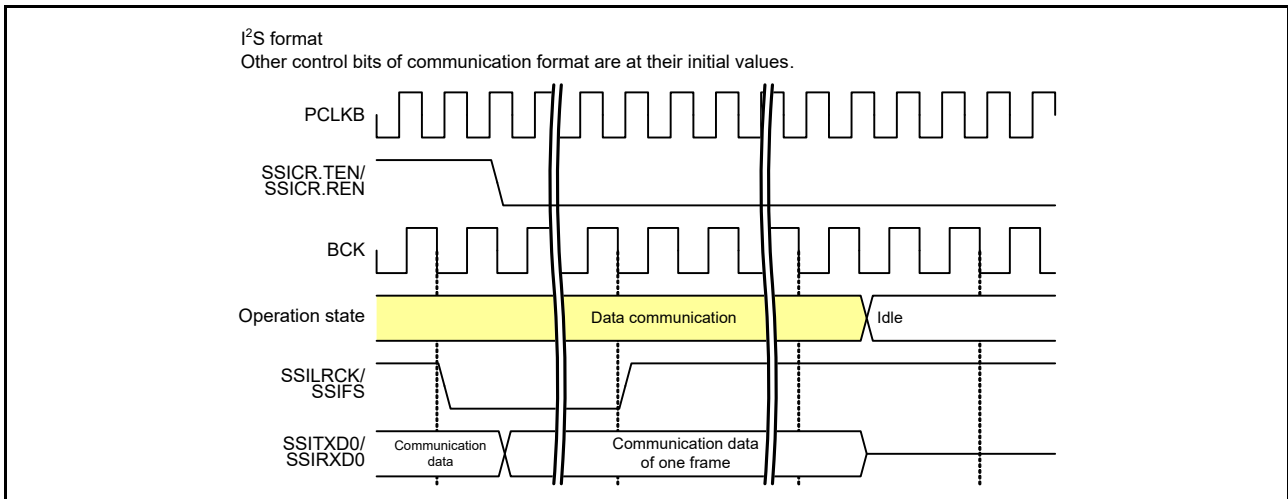 I²S format
Other control bits of communication format are at their initial values.
PCLKB
SSICR.TEN/
SSICR.REN
BCK
Operation state
Data communication
Idle
SSILRCK/
SSIFS
SSITXD0/
SSIRXD0
Communication
data
Communication data
of one frame